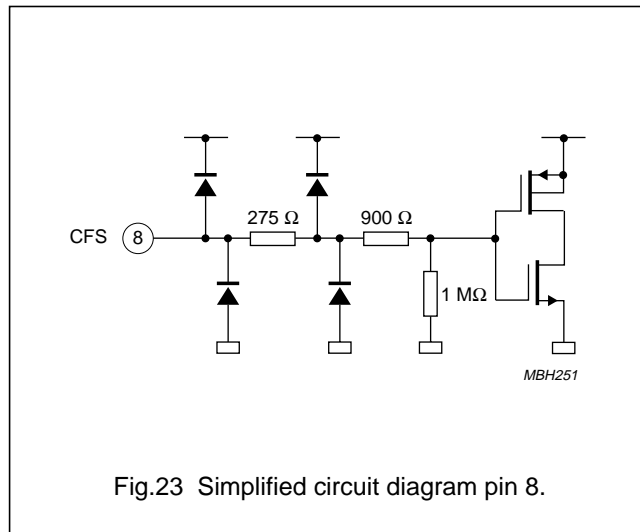 275 Ω
900 Ω
CFS
8
1 MΩ
MBH251
Fig.23 Simplified circuit diagram pin 8.